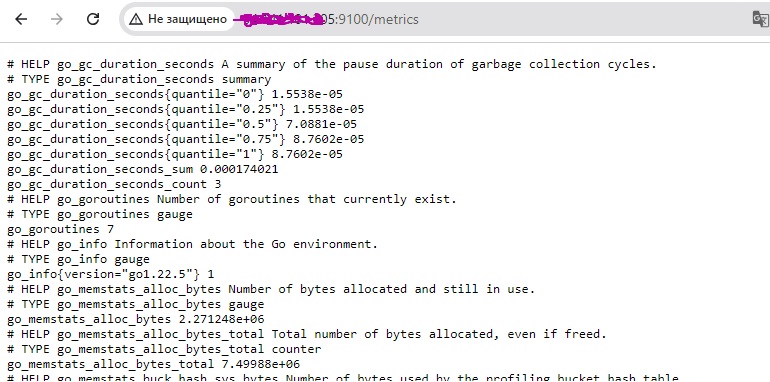 Не защищено
05:9100/metrics
# HELP go_gc_duration_seconds A summary of the pause duration of garbage collection cycles.
# TYPE go_gc_duration_seconds summary
go_gc_duration_seconds{quantile="0"} 1.5538e-05
go_gc_duration_seconds{quantile="0.25"} 1.5538e-05
go_gc_duration_seconds{quantile="0.5"} 7.0881e-05
go_gc_duration_seconds{quantile="0.75"} 8.7602e-05
go_gc_duration_seconds{quantile="1"} 8.7602e-05
go_gc_duration_seconds_sum 0.000174021
go_gc_duration_seconds_count 3
# HELP go_goroutines Number of goroutines that currently exist.
# TYPE go_goroutines gauge
go_goroutines 7
# HELP go_info Information about the Go environment.
# TYPE go_info gauge
go_info{version="go1.22.5"} 1
# HELP go_memstats_alloc_bytes Number of bytes allocated and still in use.
# TYPE go_memstats_alloc_bytes gauge
go_memstats_alloc_bytes 2.271248e+06
# HELP go_memstats_alloc_bytes_total Total number of bytes allocated, even if freed.
# TYPE go_memstats_alloc_bytes_total counter
go_memstats_alloc_bytes_total 7.49988e+06
# HELP go_memstats_buck_hash_sys_bytes Number of bytes used by the profiling bucket hash table